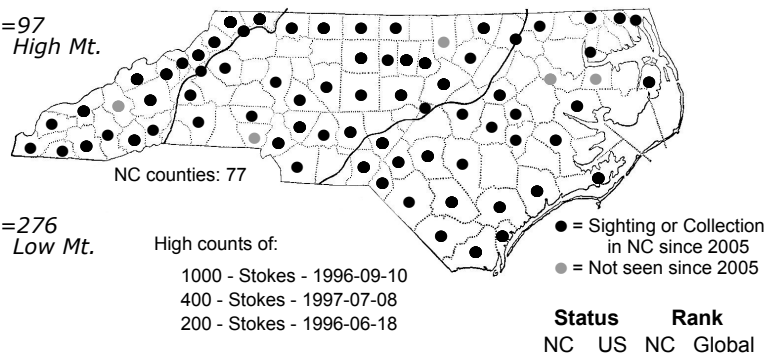 =97
High Mt.
NC counties: 77
=276
Low Mt.
High counts of:
1000 - Stokes - 1996-09-10
400 - Stokes - 1997-07-08
200 - Stokes - 1996-06-18
= Sighting or Collection
in NC since 2005
= Not seen since 2005
Status Rank
NC US NC Global